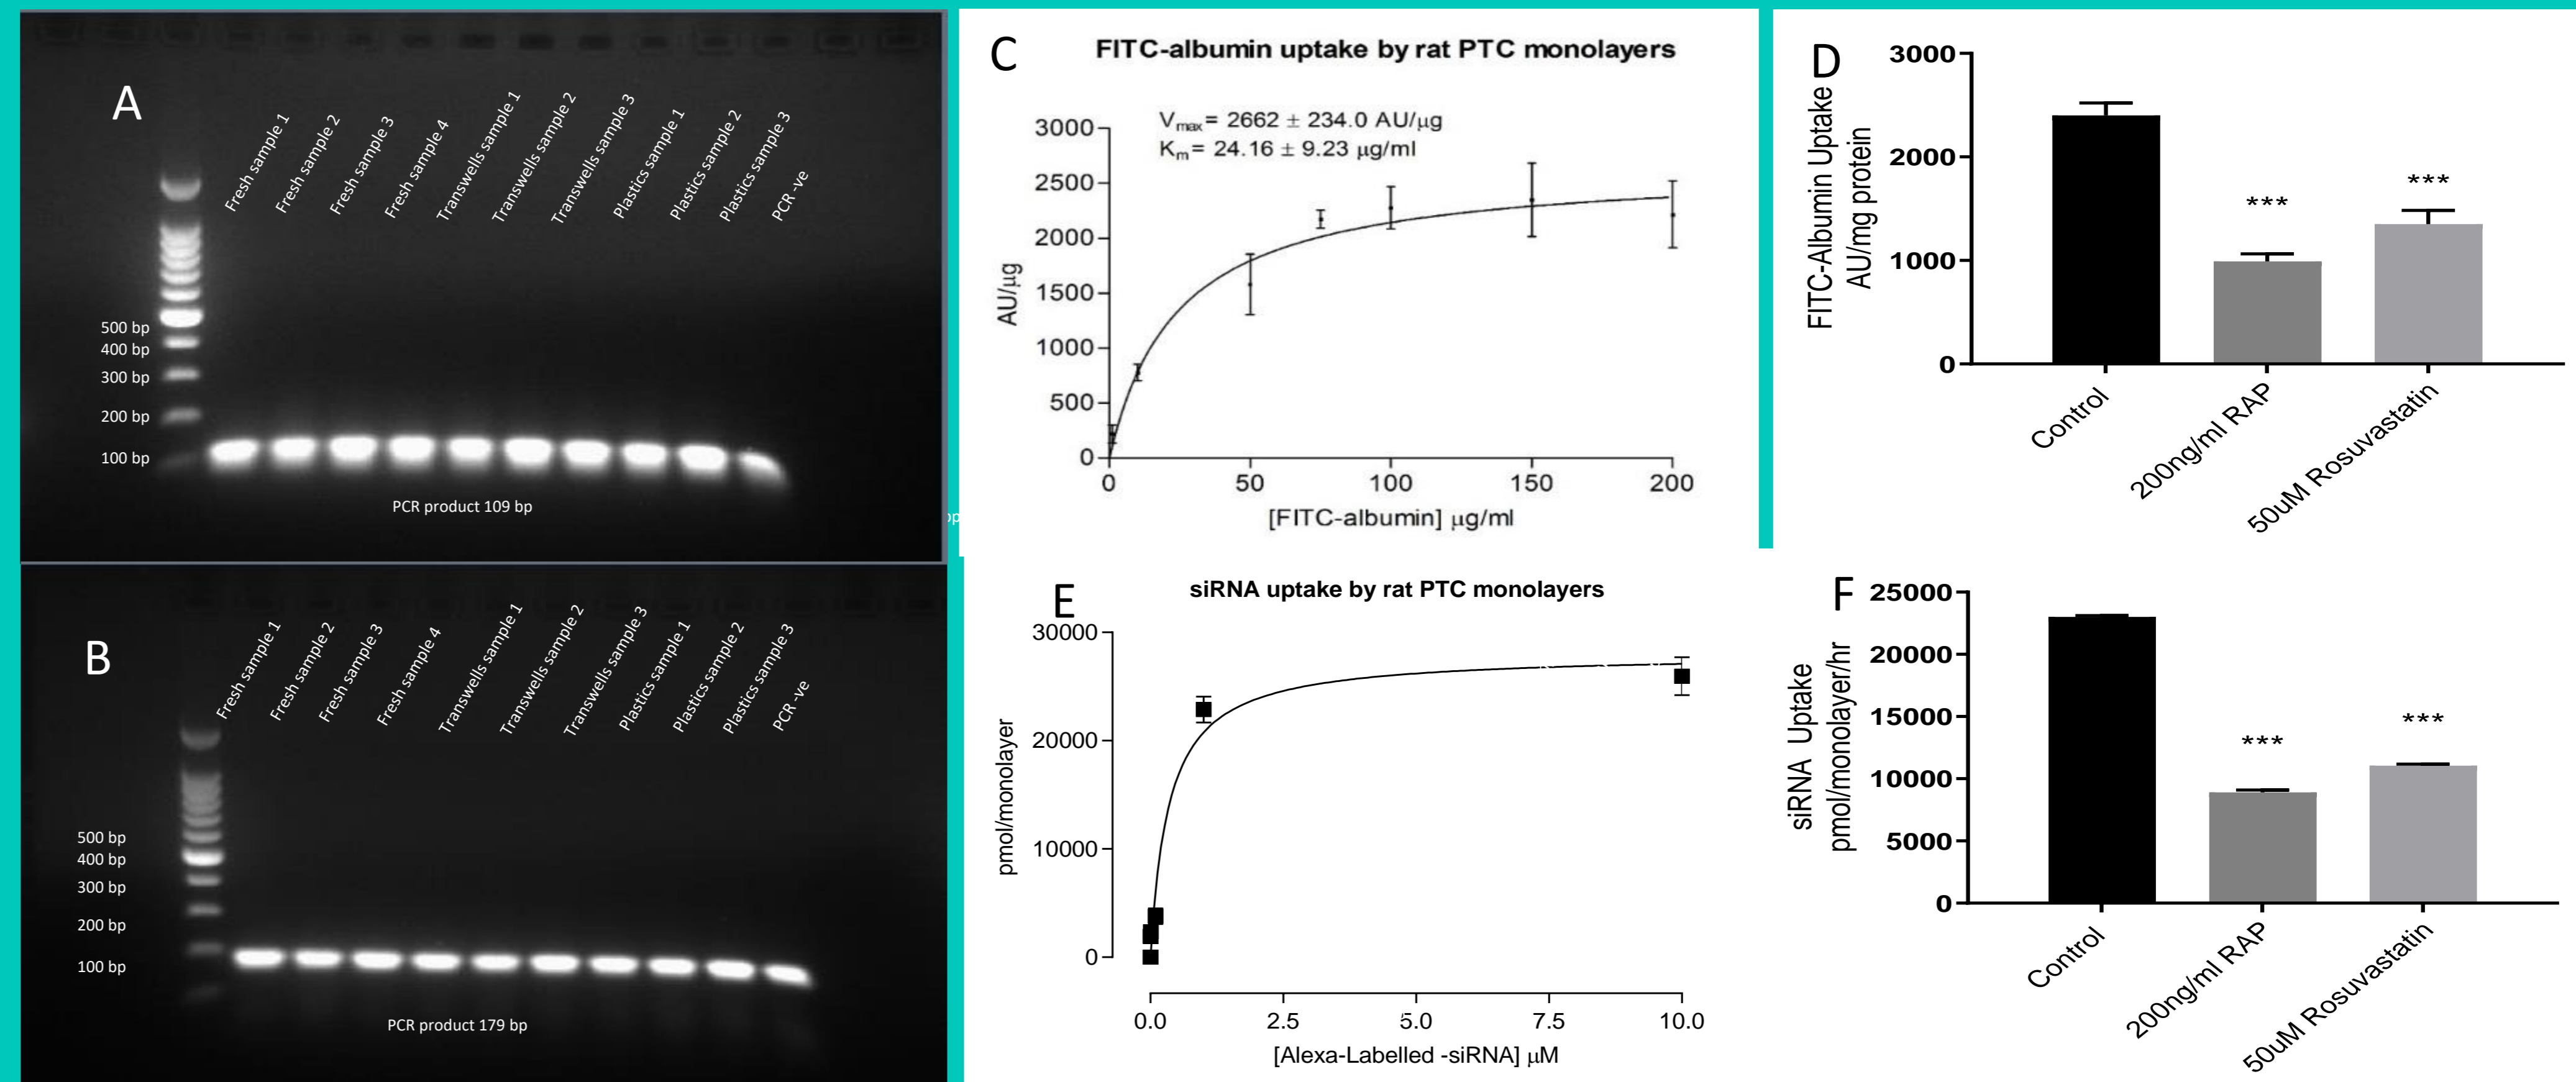 A
Fresh sample 1
Fresh sample 2
Fresh sample 3
Fresh sample 4
Transwells sample 1
Transwells sample 2
Transwells sample 3
Plastics sample 1
Plastics sample 2
Plastics sample 3
PCR -ve
500 bp
400 bp
300 bp
200 bp
100 bp
PCR product 109 bp
B
Fresh sample 1
Fresh sample 2
Fresh sample 3
Fresh sample 4
Transwells sample 1
Transwells sample 2
Transwells sample 3
Plastics sample 1
Plastics sample 2
Plastics sample 3
PCR -ve
500 bp
400 bp
300 bp
200 bp
100 bp
PCR product 179 bp
C
FITC-albumin uptake by rat PTC monolayers
Vmax= 2662 ± 234.0 AU/μg
Km= 24.16 ± 9.23 μg/ml
AU/μg
3000
2500
2000
1500
1000
500
0
0 50 100 150 200
[FITC-albumin] μg/ml
D
FITC-Albumin Uptake
AU/mg protein
3000
2000
1000
0
***
***
Control
200ng/ml RAP
50uM Rosuvastatin
E
siRNA uptake by rat PTC monolayers
pmol/monolayer
30000
20000
10000
0
0.0 2.5 5.0 7.5 10.0
[Alexa-Labelled -siRNA] μM
F
siRNA Uptake
pmol/monolayer/hr
25000
20000
15000
10000
5000
0
***
***
Control
200ng/ml RAP
50uM Rosuvastatin